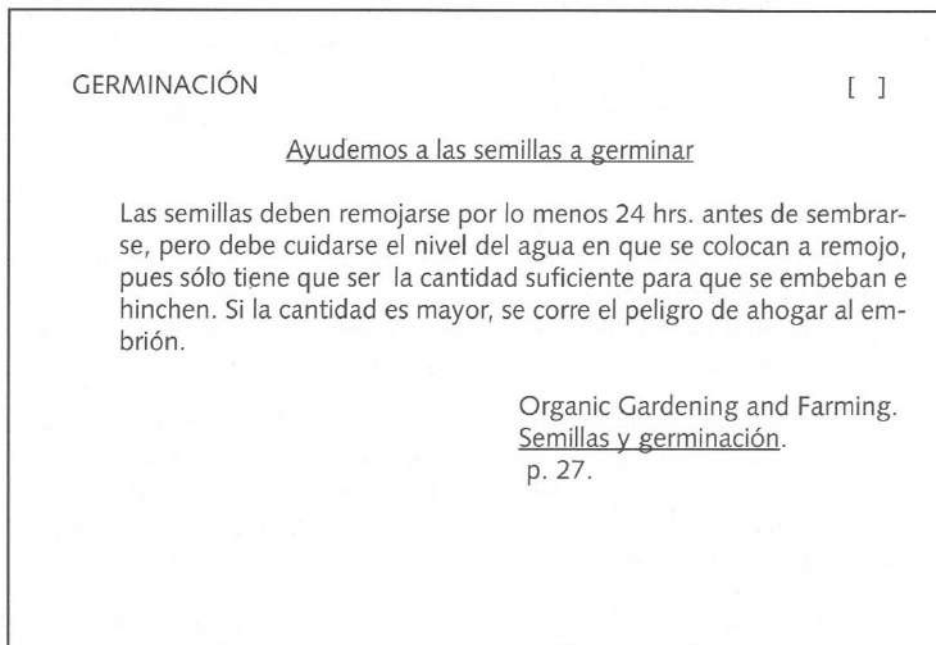 GERMINACIÓN [ ]
Ayudemos a las semillas a germinar
Las semillas deben remojarse por lo menos 24 hrs. antes de sembrar-
se, pero debe cuidarse el nivel del agua en que se colocan a remojo,
pues sólo tiene que ser la cantidad suficiente para que se embeban e
hinchen. Si la cantidad es mayor, se corre el peligro de ahogar al em-
brión.
Organic Gardening and Farming.
Semillas y germinación.
p. 27.